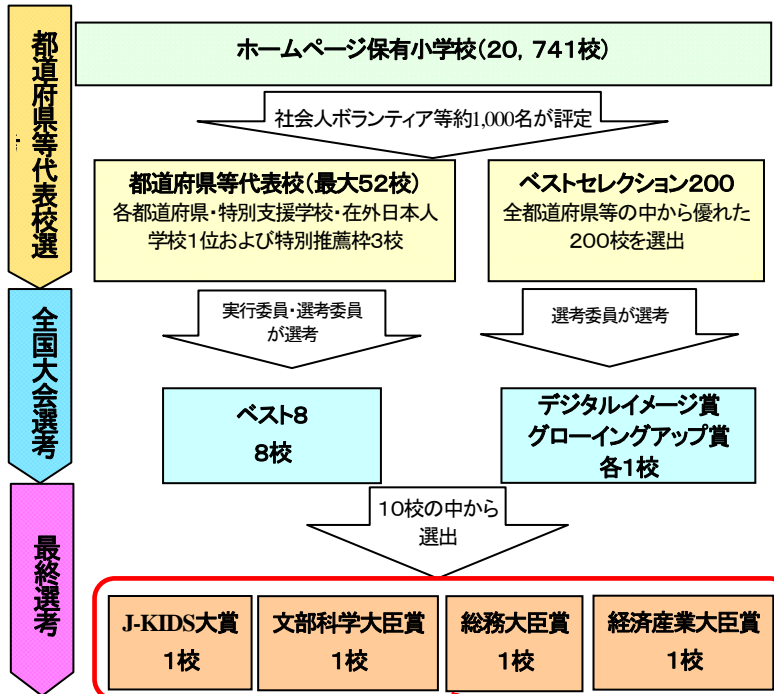 都道府県等代表校選
ホームページ保有小学校(20, 741校)
社会人ボランティア等約1,000名が評定
都道府県等代表校(最大52校)
各都道府県・特別支援学校・在外日本人
学校1位および特別推薦枠3校
ベストセレクション200
全都道府県等の中から優れた
200校を選出
全国大会選考
実行委員・選考委員
が選考
選考委員が選考
ベスト8
8校
デジタルイメージ賞
グローイングアップ賞
各1校
最終選考
10校の中から
選出
J-KIDS大賞
1校
文部科学大臣賞
1校
総務大臣賞
1校
経済産業大臣賞
1校